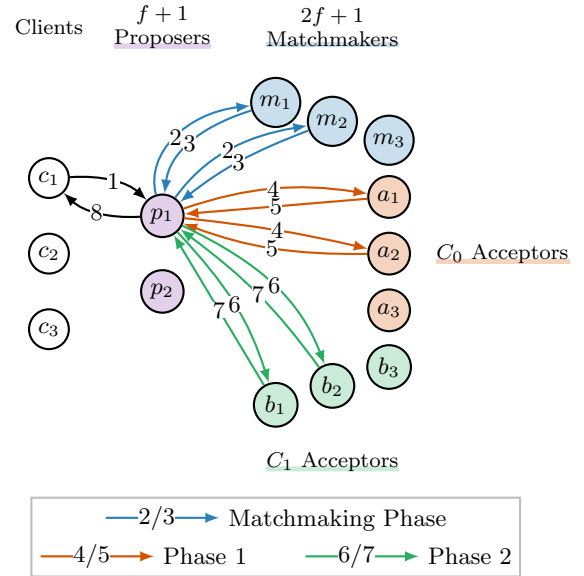 Clients
f + 1
Proposers
2f + 1
Matchmakers
m₁
m₂
m₃
2
3
2
3
c₁
1
8
p₁
4
5
a₁
4
5
a₂
C₀ Acceptors
c₂
p₂
a₃
c₃
7
6
7
6
b₁
b₂
b₃
C₁ Acceptors
2/3 Matchmaking Phase
4/5 Phase 1
6/7 Phase 2